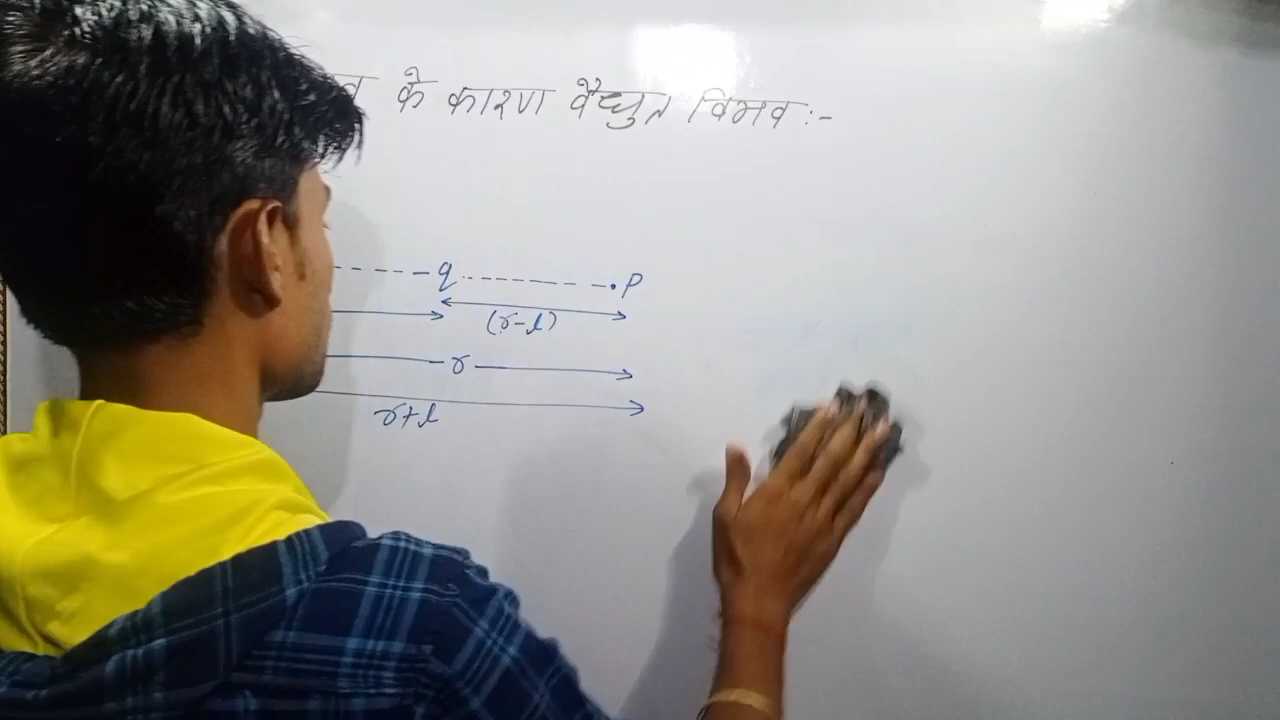 के कारण वैधुत विभव :-
q P
(r-l)
r
r+l